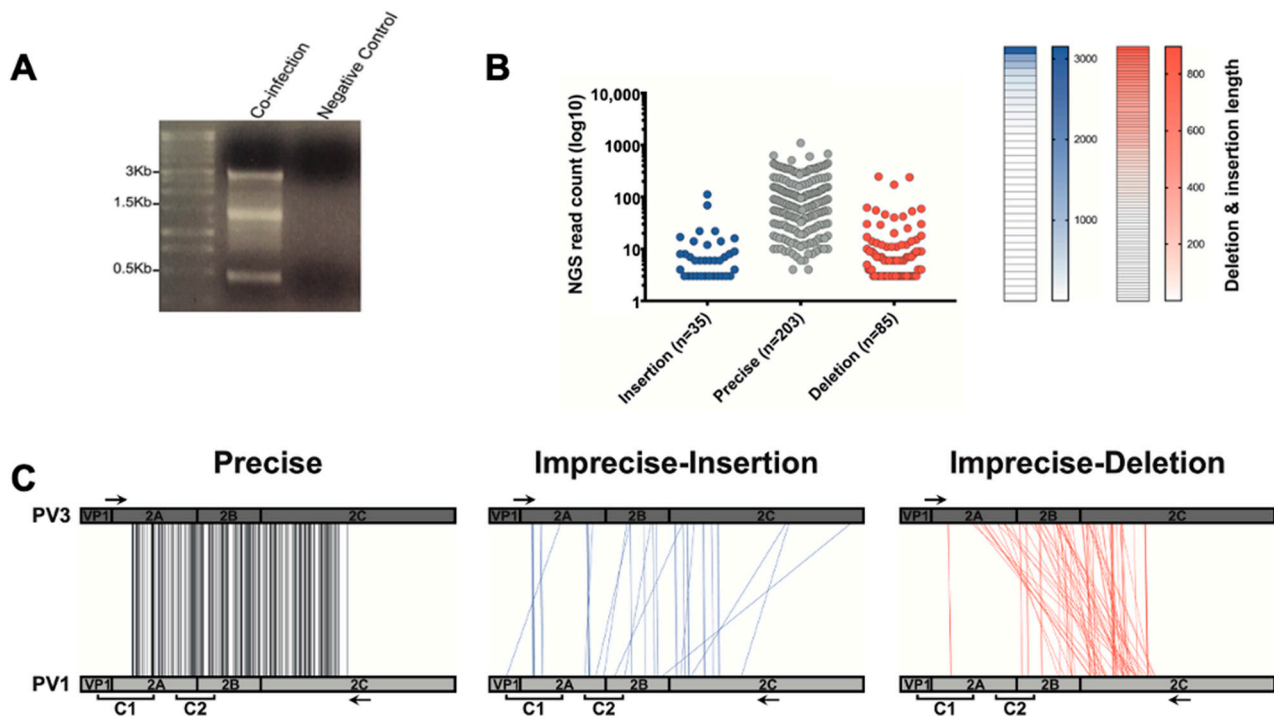 A
Co-infection
Negative Control
3Kb
1.5Kb
0.5Kb
B
NGS read count (log10)
10,000
1000
100
10
1
Insertion (n=35)
Precise (n=203)
Deletion (n=85)
3000
2000
1000
800
600
400
200
Deletion & insertion length
C
Precise
PV3
VP1 2A 2B 2C
PV1
VP1 2A 2B 2C
C1 C2
Imprecise-Insertion
VP1 2A 2B 2C
VP1 2A 2B 2C
C1 C2
Imprecise-Deletion
VP1 2A 2B 2C
VP1 2A 2B 2C
C1 C2